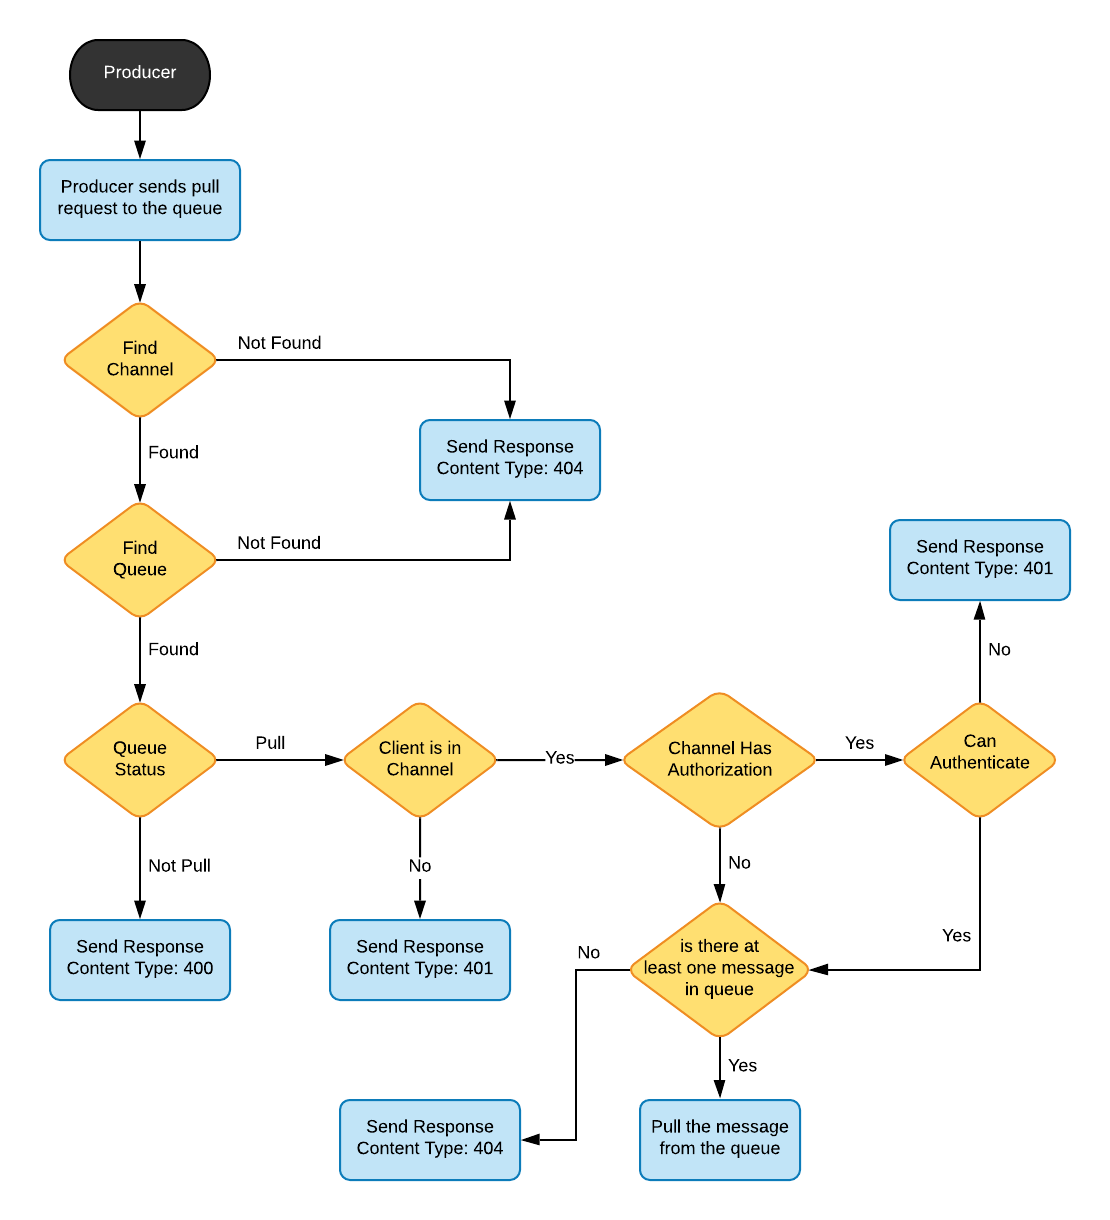 Producer
Producer sends pull
request to the queue
Find
Channel
Not Found
Found
Send Response
Content Type: 404
Find
Queue
Not Found
Found
Send Response
Content Type: 401
No
Queue
Status
Pull
Client is in
Channel
Yes
Channel Has
Authorization
Yes
Can
Authenticate
Not Pull
No
No
Yes
Send Response
Content Type: 400
Send Response
Content Type: 401
is there at
least one message
in queue
No
Yes
Send Response
Content Type: 404
Pull the message
from the queue